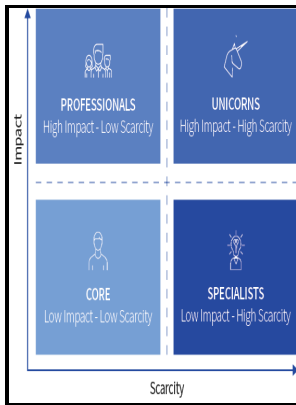 Impact
PROFESSIONALS
High Impact - Low Scarcity
UNICORNS
High Impact - High Scarcity
CORE
Low Impact - Low Scarcity
SPECIALISTS
Low Impact - High Scarcity
Scarcity